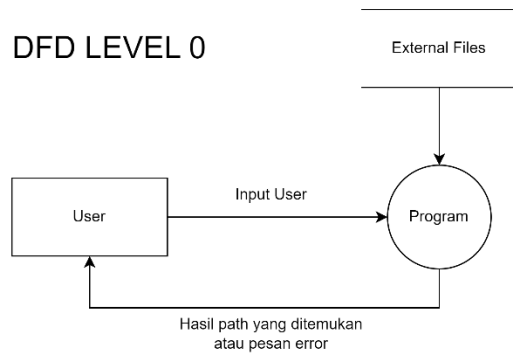 DFD LEVEL 0
External Files
Input User
User
Program
Hasil path yang ditemukan
atau pesan error